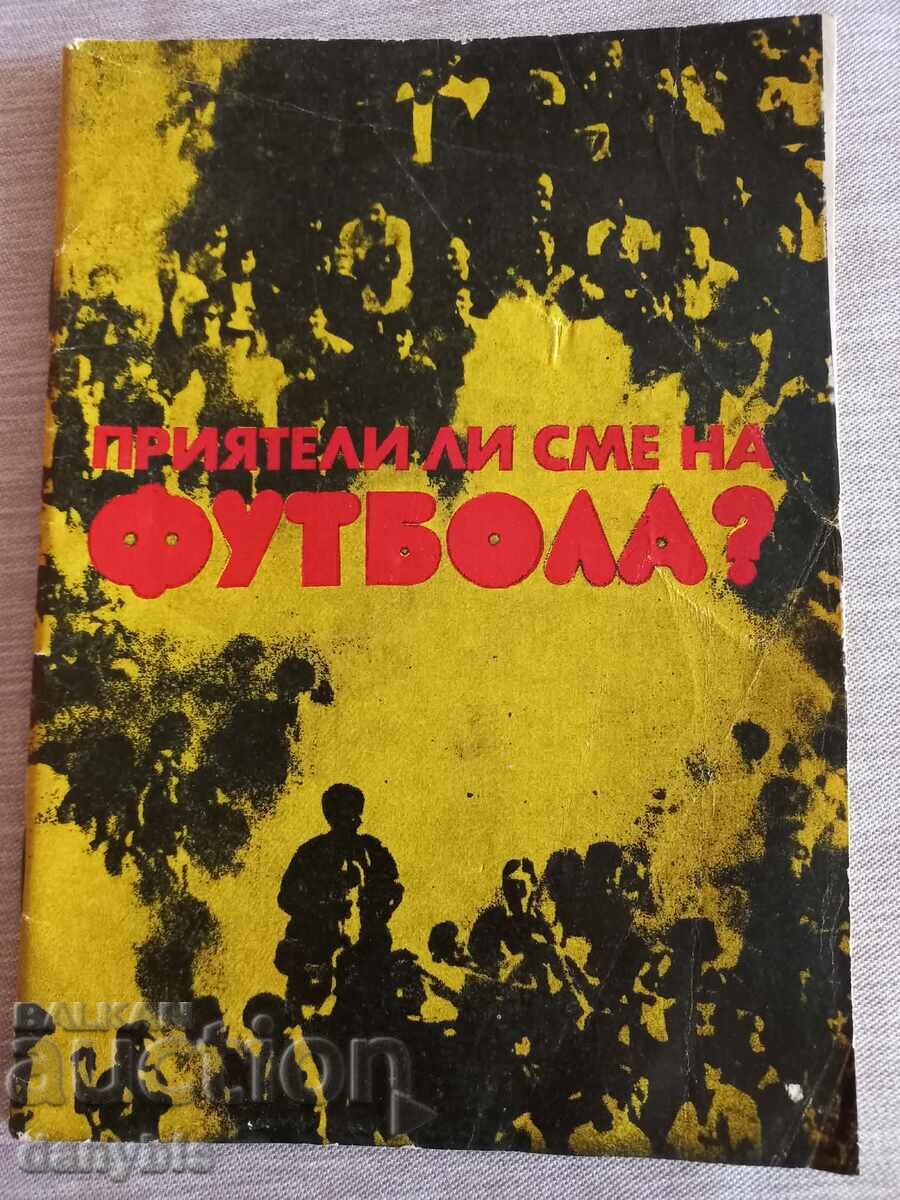 ПРИЯТЕЛИ ЛИ СМЕ НА
ФУТБОЛА?
BALKAN
auction
danybis